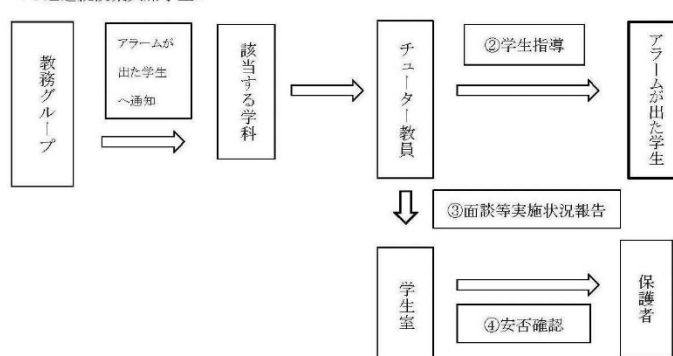 教務グループ
アラームが
出た学生
へ通知
該当する学科
チューター教員
②学生指導
アラームが出た学生
③面談等実施状況報告
学生室
④安否確認
保護者